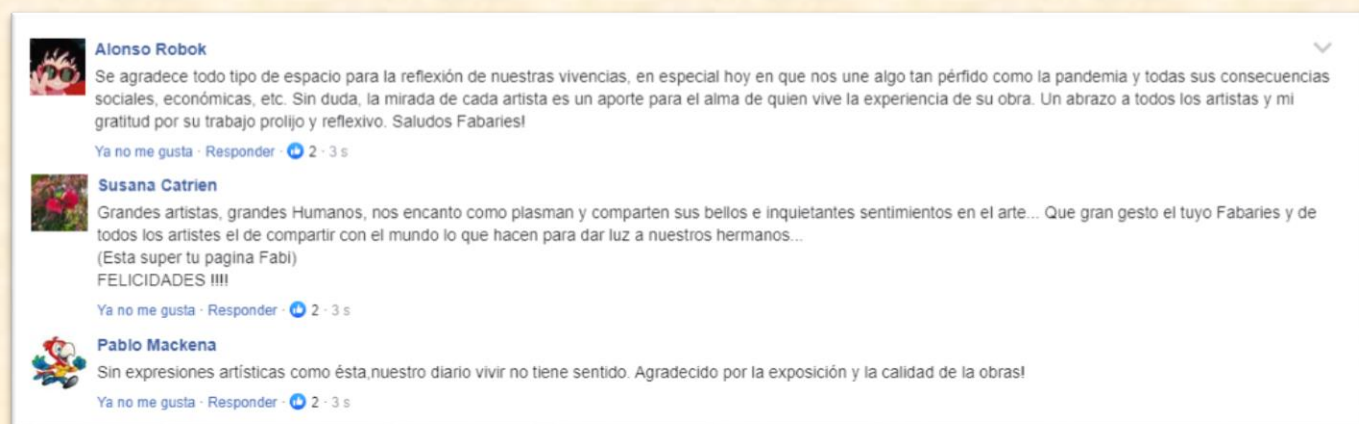 Alonso Robok
Se agradece todo tipo de espacio para la reflexión de nuestras vivencias, en especial hoy en que nos une algo tan pérfido como la pandemia y todas sus consecuencias
sociales, económicas, etc. Sin duda, la mirada de cada artista es un aporte para el alma de quien vive la experiencia de su obra. Un abrazo a todos los artistas y mi
gratitud por su trabajo prolijo y reflexivo. Saludos Fabaries!
Ya no me gusta · Responder · 2 · 3 s
Susana Catrien
Grandes artistas, grandes Humanos, nos encanto como plasman y comparten sus bellos e inquietantes sentimientos en el arte... Que gran gesto el tuyo Fabaries y de
todos los artistes el de compartir con el mundo lo que hacen para dar luz a nuestros hermanos...
(Esta super tu pagina Fabi)
FELICIDADES !!!!
Ya no me gusta · Responder · 2 · 3 s
Pablo Mackena
Sin expresiones artísticas como ésta,nuestro diario vivir no tiene sentido. Agradecido por la exposición y la calidad de la obras!
Ya no me gusta · Responder · 2 · 3 s